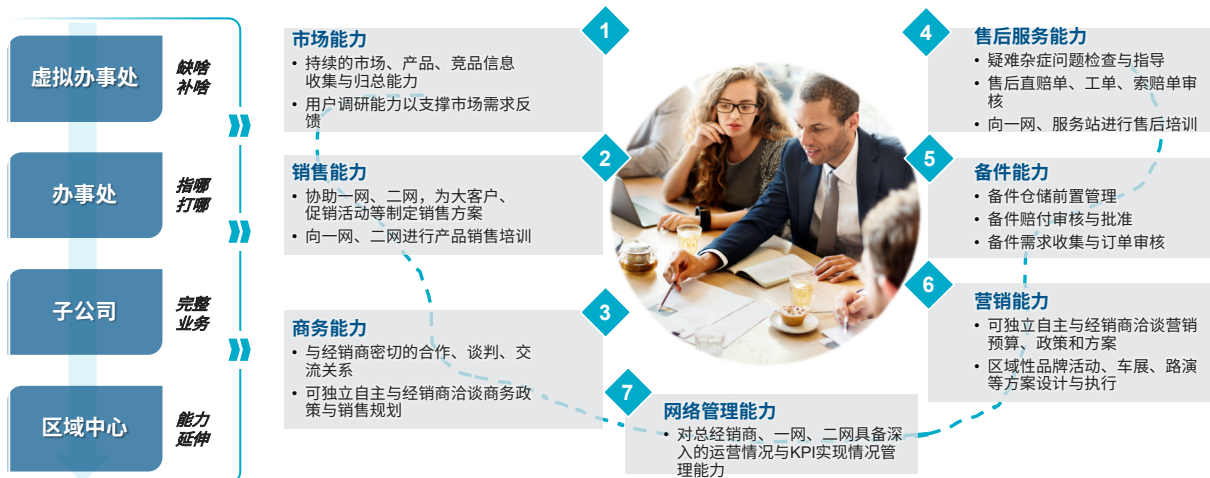 虚拟办事处
缺啥
补啥
办事处
指哪
打哪
子公司
完整
业务
区域中心
能力
延伸
1
市场能力
• 持续的市场、产品、竞品信息
收集与归总能力
• 用户调研能力以支撑市场需求反
馈
2
销售能力
• 协助一网、二网，为大客户、
促销活动等制定销售方案
• 向一网、二网进行产品销售培训
3
商务能力
• 与经销商密切的合作、谈判、交
流关系
• 可独立自主与经销商洽谈商务政
策与销售规划
4
售后服务能力
• 疑难杂症问题检查与指导
• 售后直赔单、工单、索赔单审
核
• 向一网、服务站进行售后培训
5
备件能力
• 备件仓储前置管理
• 备件赔付审核与批准
• 备件需求收集与订单审核
6
营销能力
• 可独立自主与经销商洽谈营销
预算、政策和方案
• 区域性品牌活动、车展、路演
等方案设计与执行
7
网络管理能力
• 对总经销商、一网、二网具备深
入的运营情况与KPI实现情况管
理能力